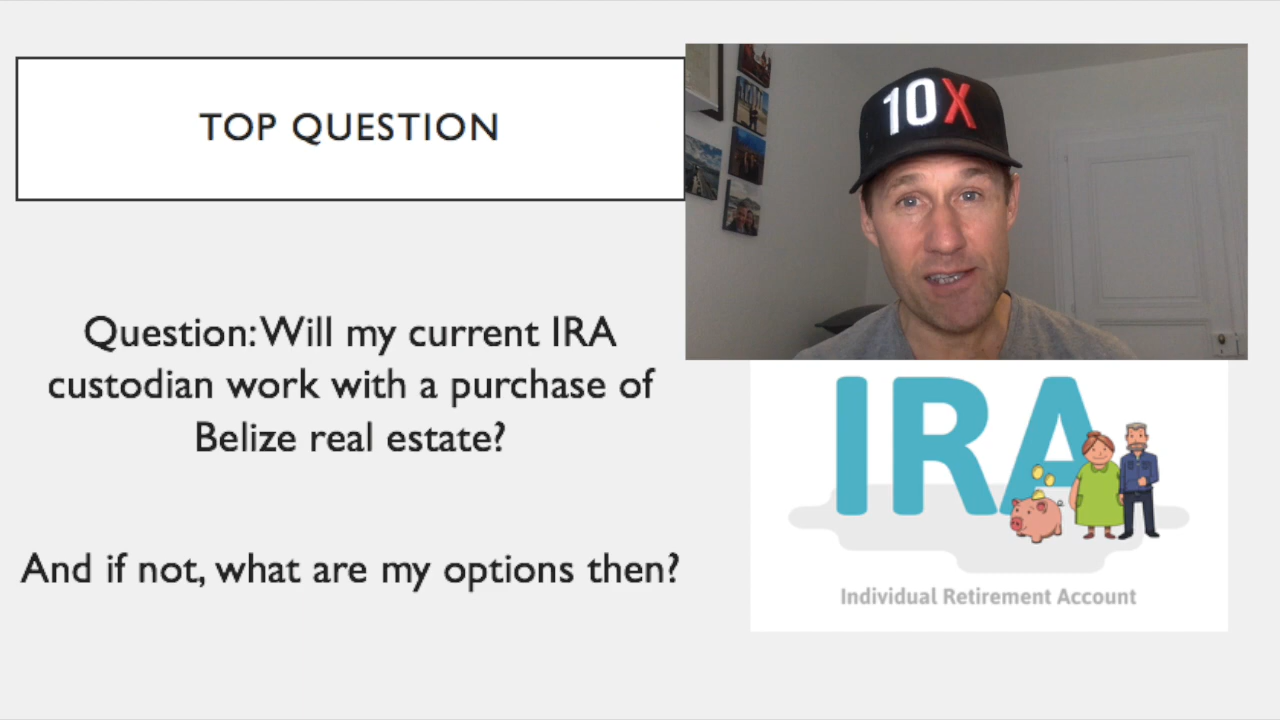 TOP QUESTION
10X
Question: Will my current IRA
custodian work with a purchase of
Belize real estate?
And if not, what are my options then?
IRA
Individual Retirement Account